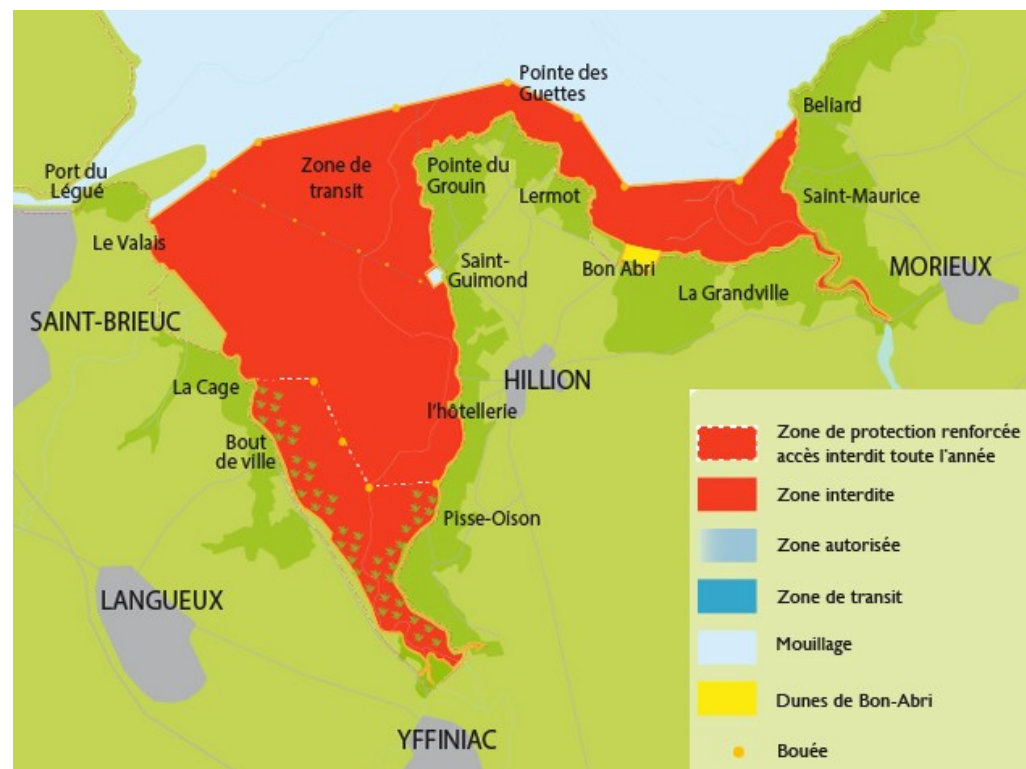 Pointe des
Guettes
Beliard
Port du
Légué
Zone de
transit
Pointe du
Grouin
Lermot
Saint-Maurice
Le Valais
Saint-
Guimond
Bon Abri
La Grandville
MORIEUX
SAINT-BRIEUC
La Cage
HILLION
l'hôtellerie
Bout
de ville
Pisse-Oison
LANGUEUX
YFFINIAC
Zone de protection renforcée
accès interdit toute l'année
Zone interdite
Zone autorisée
Zone de transit
Mouillage
Dunes de Bon-Abri
Bouée